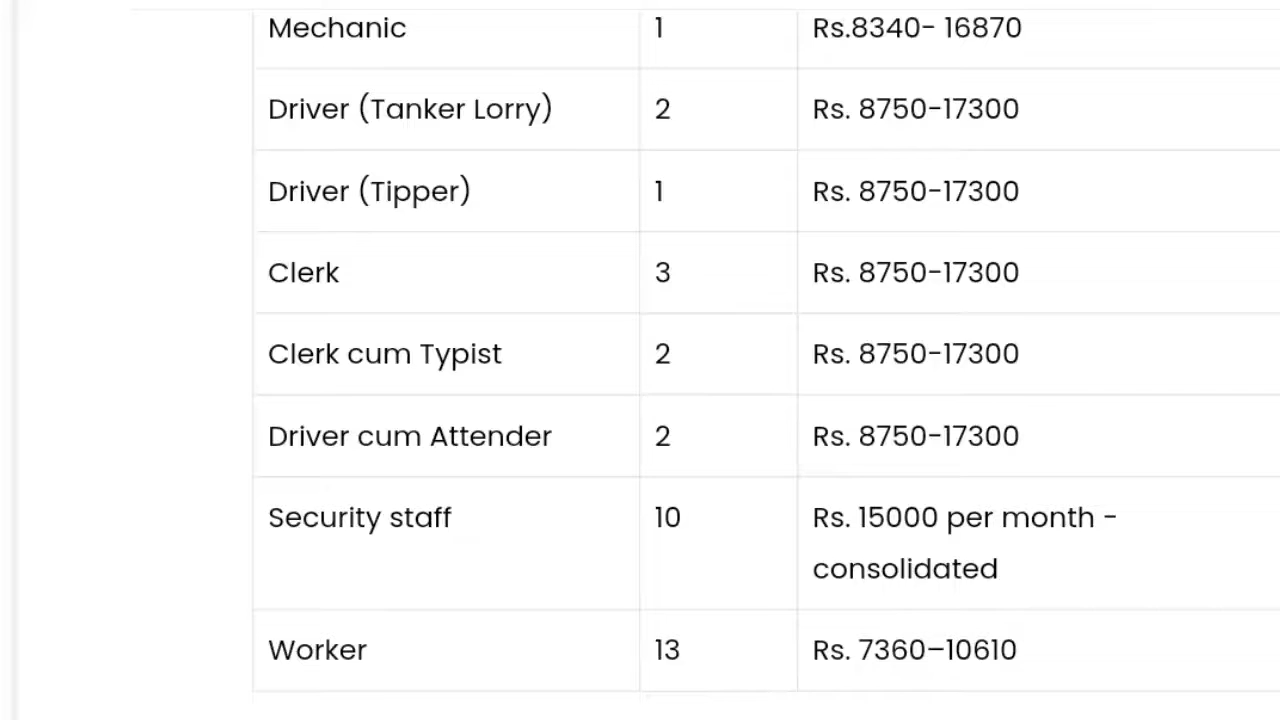 Mechanic 1 Rs.8340- 16870
Driver (Tanker Lorry) 2 Rs. 8750-17300
Driver (Tipper) 1 Rs. 8750-17300
Clerk 3 Rs. 8750-17300
Clerk cum Typist 2 Rs. 8750-17300
Driver cum Attender 2 Rs. 8750-17300
Security staff 10 Rs. 15000 per month -
consolidated
Worker 13 Rs. 7360–10610